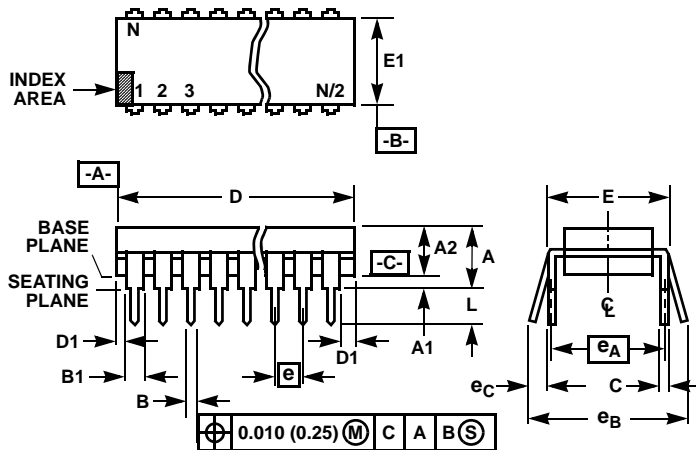 N
E1
INDEX
AREA
1 2 3 N/2
-B-
-A-
D
E
BASE
PLANE
A2
A
-C-
SEATING
PLANE
L
C
L
D1
A1
D1
e
eA
B1
eC
C
B
eB
0.010 (0.25) M C A B S